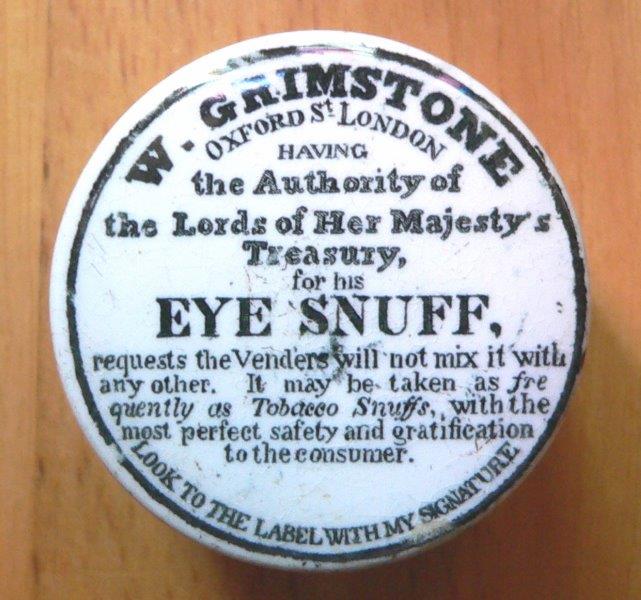 W. GRIMSTONE
OXFORD St. LONDON
HAVING
the Authority of
the Lords of Her Majesty's
Treasury,
for his
EYE SNUFF,
requests the Venders will not mix it with
any other. It may be taken as fre
quently as Tobacco Snuffs, with the
most perfect safety and gratification
to the consumer.
LOOK TO THE LABEL WITH MY SIGNATURE